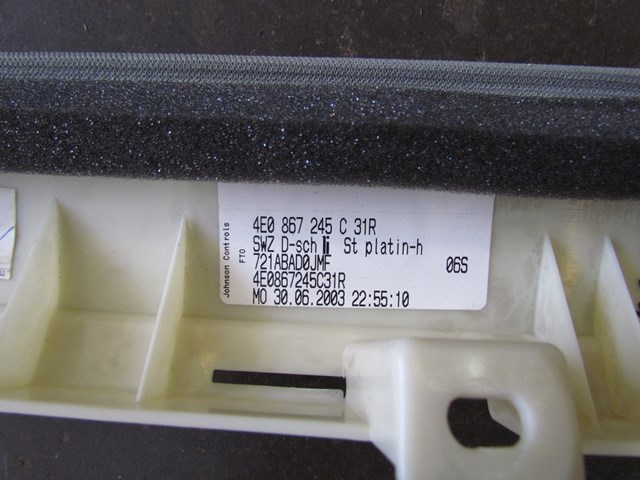 Johnson Controls
FTO
4E0 867 245 C 31R
SWZ D-sch li St platin-h
721ABAD0JMF 06S
4E0867245C31R
MO 30.06.2003 22:55:10